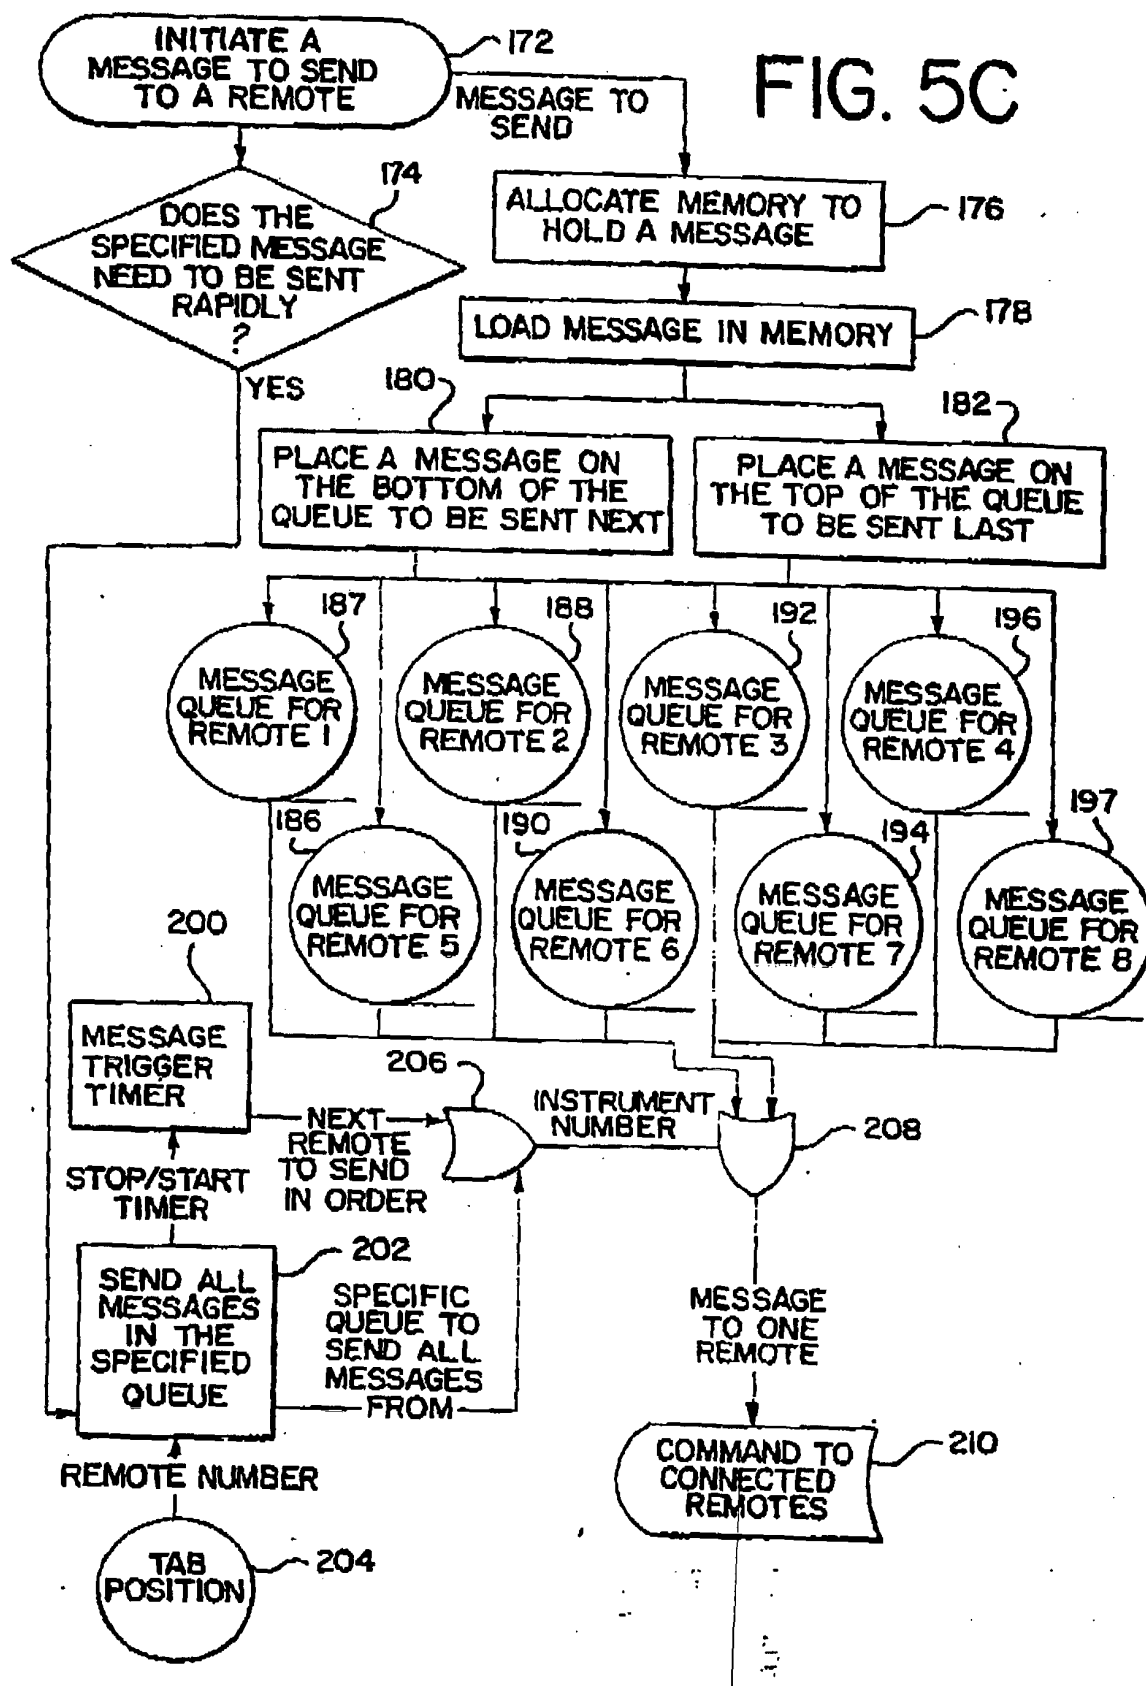 INITIATE A
MESSAGE TO SEND
TO A REMOTE
172
FIG. 5C
MESSAGE TO
SEND
174
DOES THE
SPECIFIED MESSAGE
NEED TO BE SENT
RAPIDLY
?
ALLOCATE MEMORY TO
HOLD A MESSAGE
176
LOAD MESSAGE IN MEMORY
178
YES
180
182
PLACE A MESSAGE ON
THE BOTTOM OF THE
QUEUE TO BE SENT NEXT
PLACE A MESSAGE ON
THE TOP OF THE QUEUE
TO BE SENT LAST
187
188
192
196
MESSAGE
QUEUE FOR
REMOTE 1
MESSAGE
QUEUE FOR
REMOTE 2
MESSAGE
QUEUE FOR
REMOTE 3
MESSAGE
QUEUE FOR
REMOTE 4
186
190
194
197
MESSAGE
QUEUE FOR
REMOTE 5
MESSAGE
QUEUE FOR
REMOTE 6
MESSAGE
QUEUE FOR
REMOTE 7
MESSAGE
QUEUE FOR
REMOTE 8
200
MESSAGE
TRIGGER
TIMER
206
NEXT
REMOTE
TO SEND
IN ORDER
INSTRUMENT
NUMBER
208
STOP/START
TIMER
202
SEND ALL
MESSAGES
IN THE
SPECIFIED
QUEUE
SPECIFIC
QUEUE TO
SEND ALL
MESSAGES
FROM
MESSAGE
TO ONE
REMOTE
REMOTE NUMBER
COMMAND TO
CONNECTED
REMOTES
210
TAB
POSITION
204